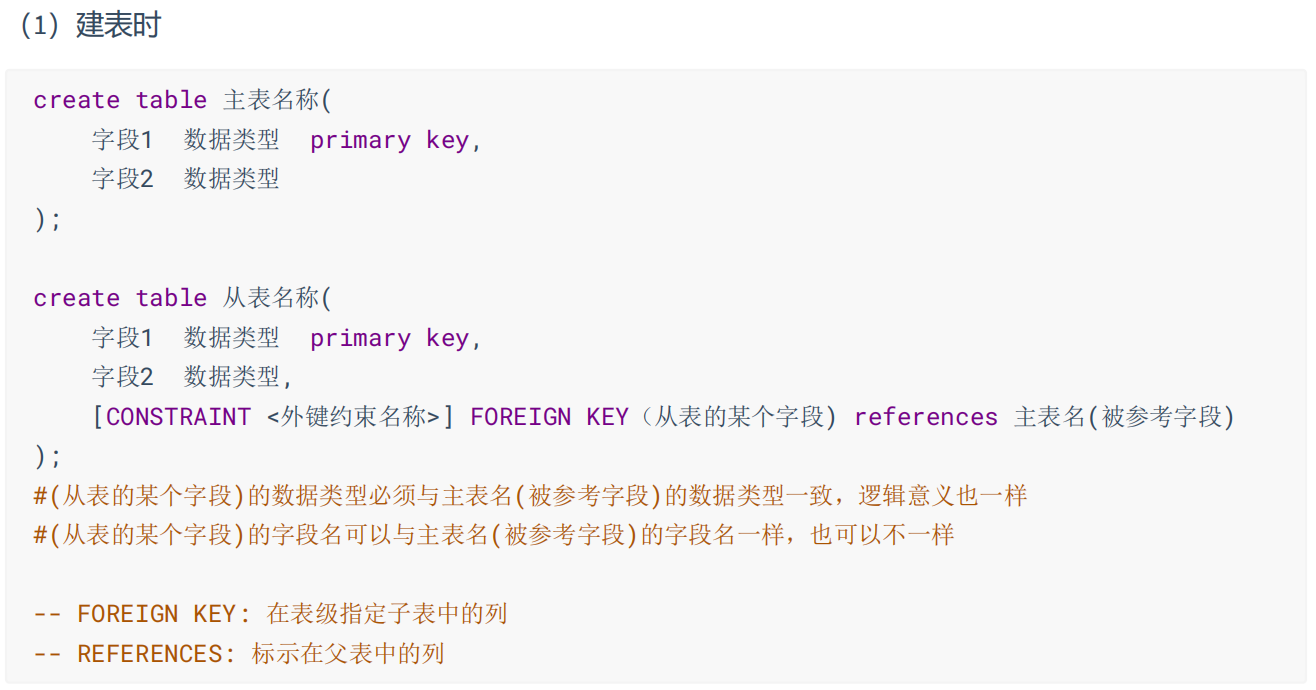 (1) 建表时
create table 主表名称(
    字段1  数据类型  primary key,
    字段2  数据类型
);
create table 从表名称(
    字段1  数据类型  primary key,
    字段2  数据类型,
    [CONSTRAINT <外键约束名称>] FOREIGN KEY（从表的某个字段) references 主表名(被参考字段)
);
#(从表的某个字段)的数据类型必须与主表名(被参考字段)的数据类型一致，逻辑意义也一样
#(从表的某个字段)的字段名可以与主表名(被参考字段)的字段名一样，也可以不一样
-- FOREIGN KEY: 在表级指定子表中的列
-- REFERENCES: 标示在父表中的列